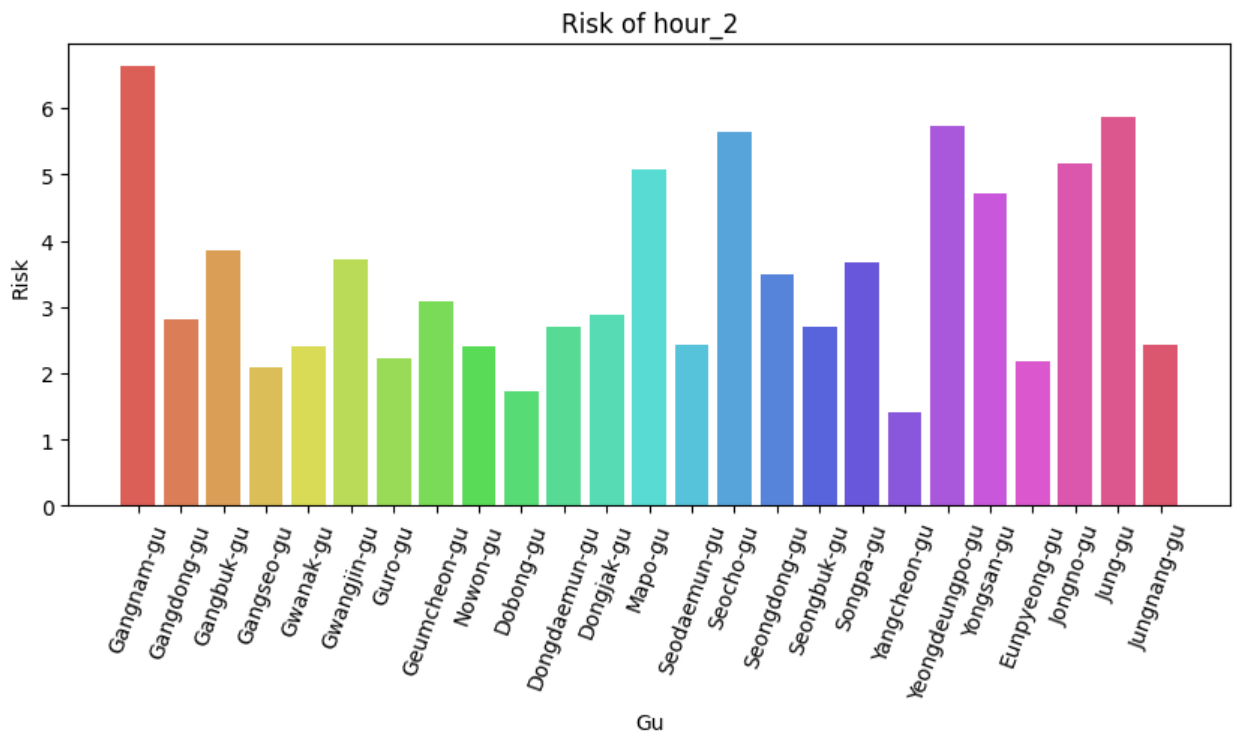 Risk of hour_2
Risk
6
5
4
3
2
1
0
Gangnam-gu
Gangdong-gu
Gangbuk-gu
Gangseo-gu
Gwanak-gu
Gwangjin-gu
Guro-gu
Geumcheon-gu
Nowon-gu
Dobong-gu
Dongdaemun-gu
Dongjak-gu
Mapo-gu
Seodaemun-gu
Seocho-gu
Seongdong-gu
Seongbuk-gu
Songpa-gu
Yangcheon-gu
Yeongdeungpo-gu
Yongsan-gu
Eunpyeong-gu
Jongno-gu
Jung-gu
Jungnang-gu
Gu